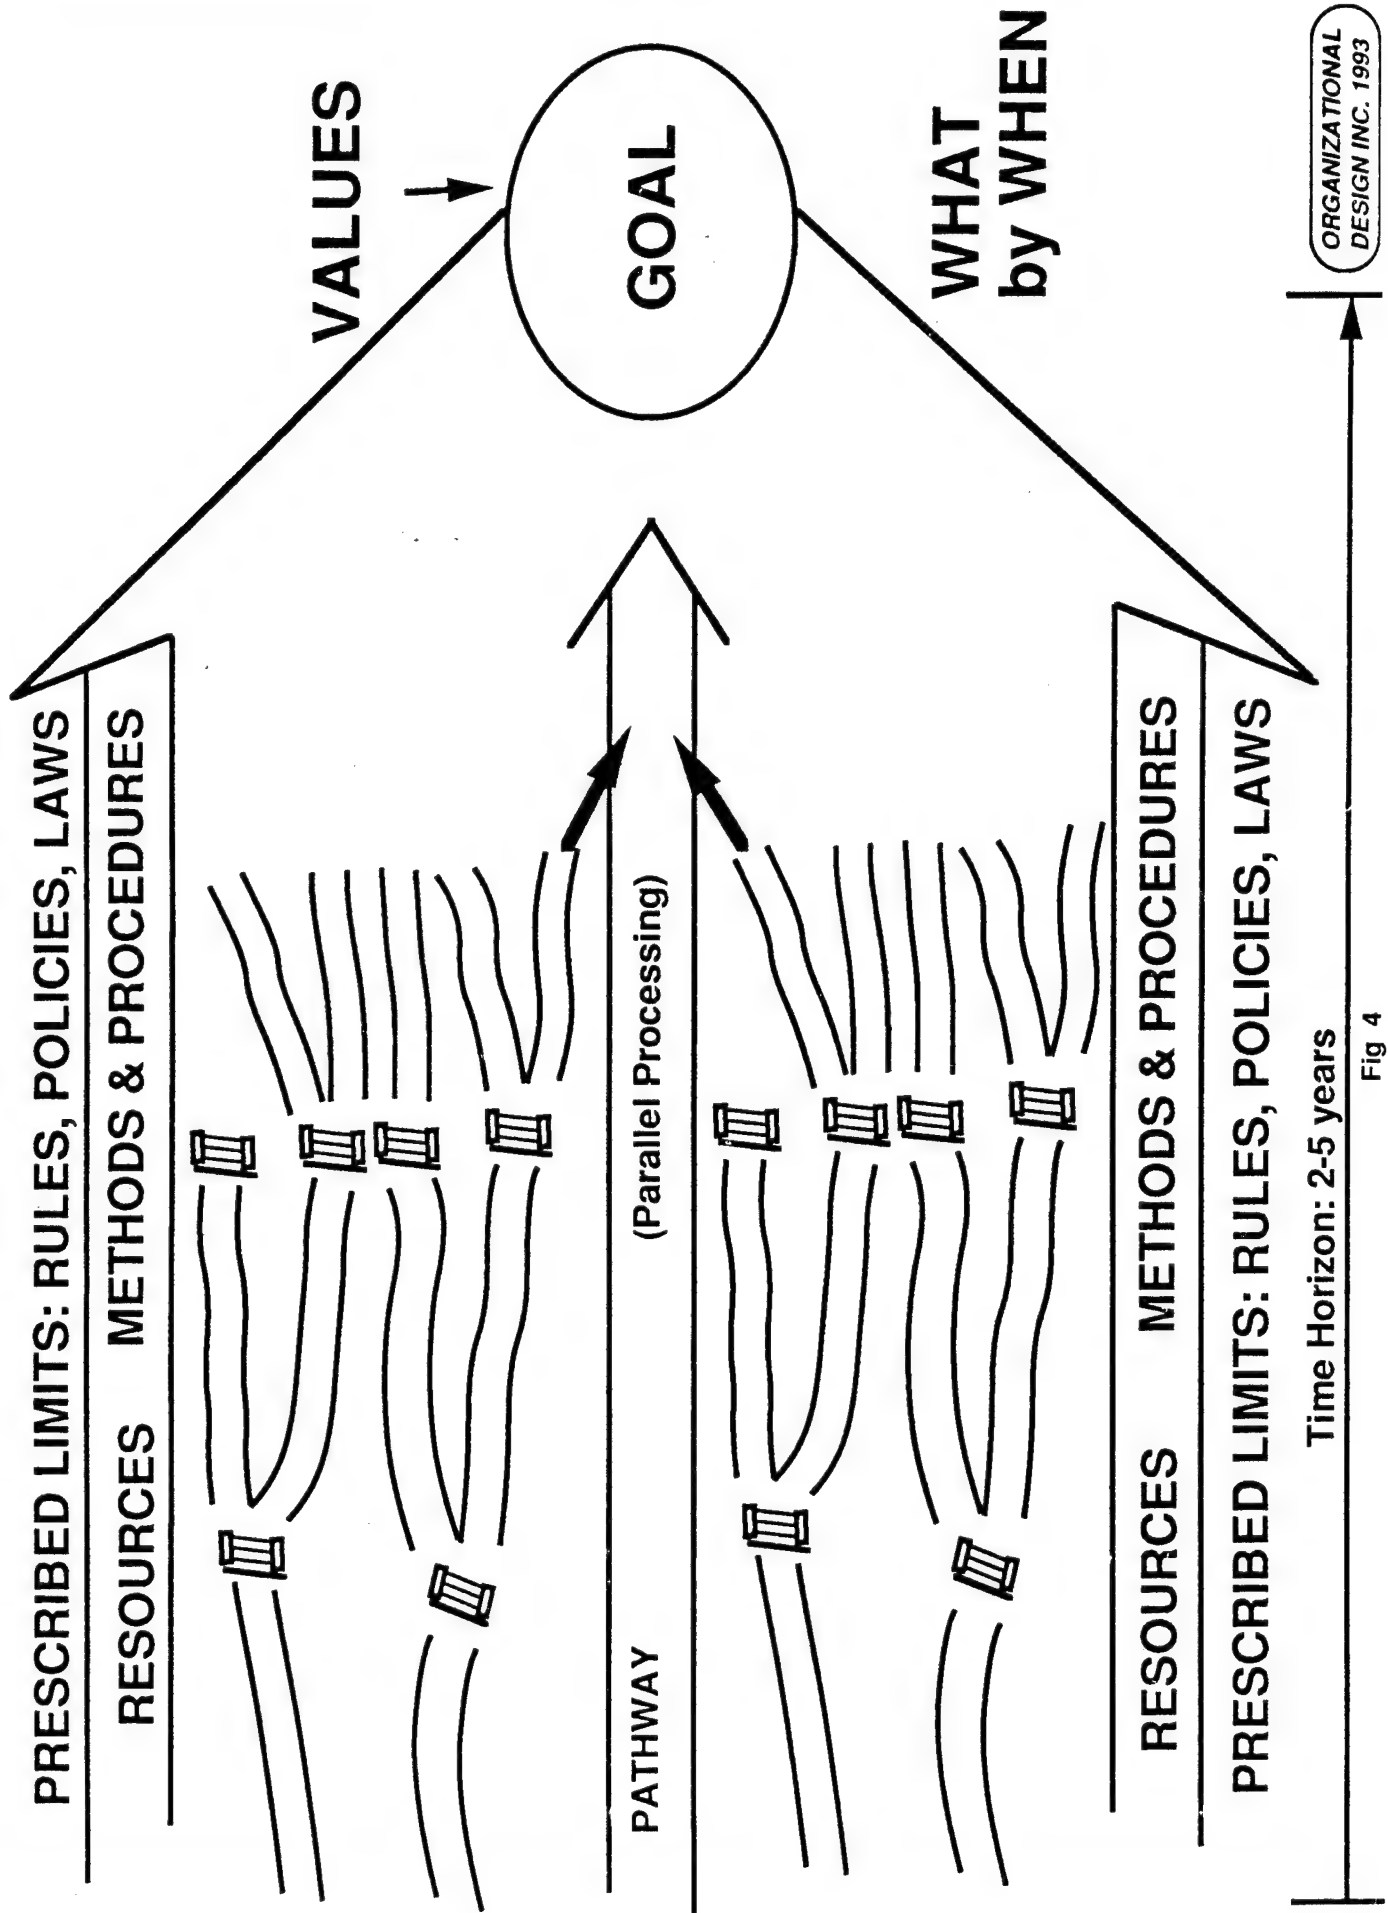 PRESCRIBED LIMITS: RULES, POLICIES, LAWS
RESOURCES METHODS & PROCEDURES
VALUES
GOAL
PATHWAY (Parallel Processing)
WHAT
by WHEN
RESOURCES METHODS & PROCEDURES
PRESCRIBED LIMITS: RULES, POLICIES, LAWS
Time Horizon: 2-5 years
Fig 4
ORGANIZATIONAL
DESIGN INC. 1993